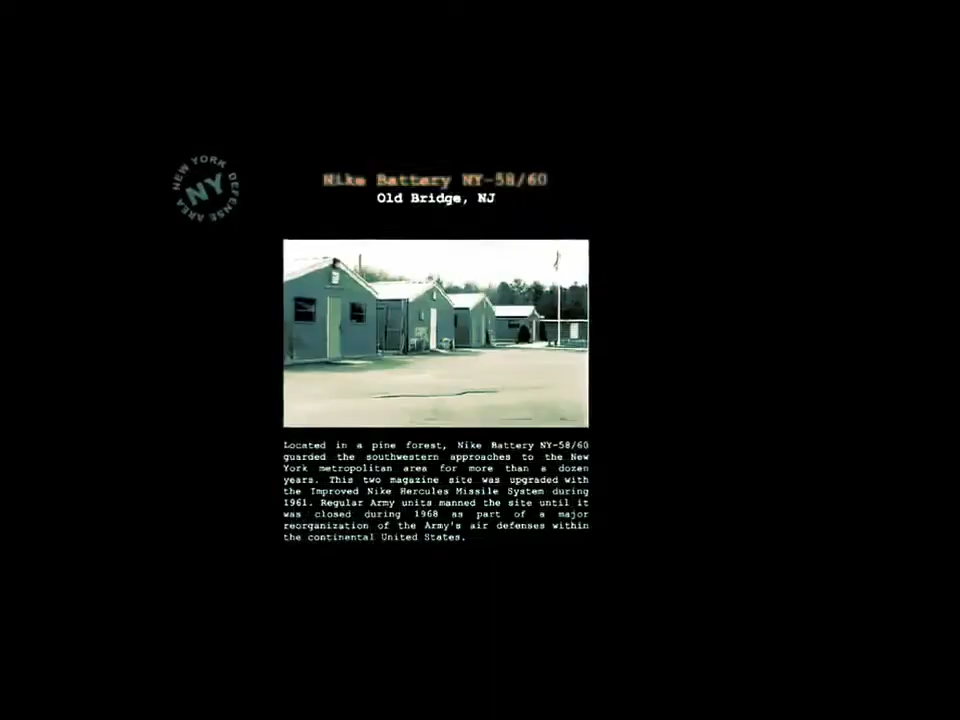 NEW YORK DEFENSE AREA
NY
Nike Battery NY-58/60
Old Bridge, NJ
Located in a pine forest, Nike Battery NY-58/60
guarded the southwestern approaches to the New
York metropolitan area for more than a dozen
years. This two magazine site was upgraded with
the Improved Nike Hercules Missile System during
1961. Regular Army units manned the site until it
was closed during 1968 as part of a major
reorganization of the Army's air defenses within
the continental United States.